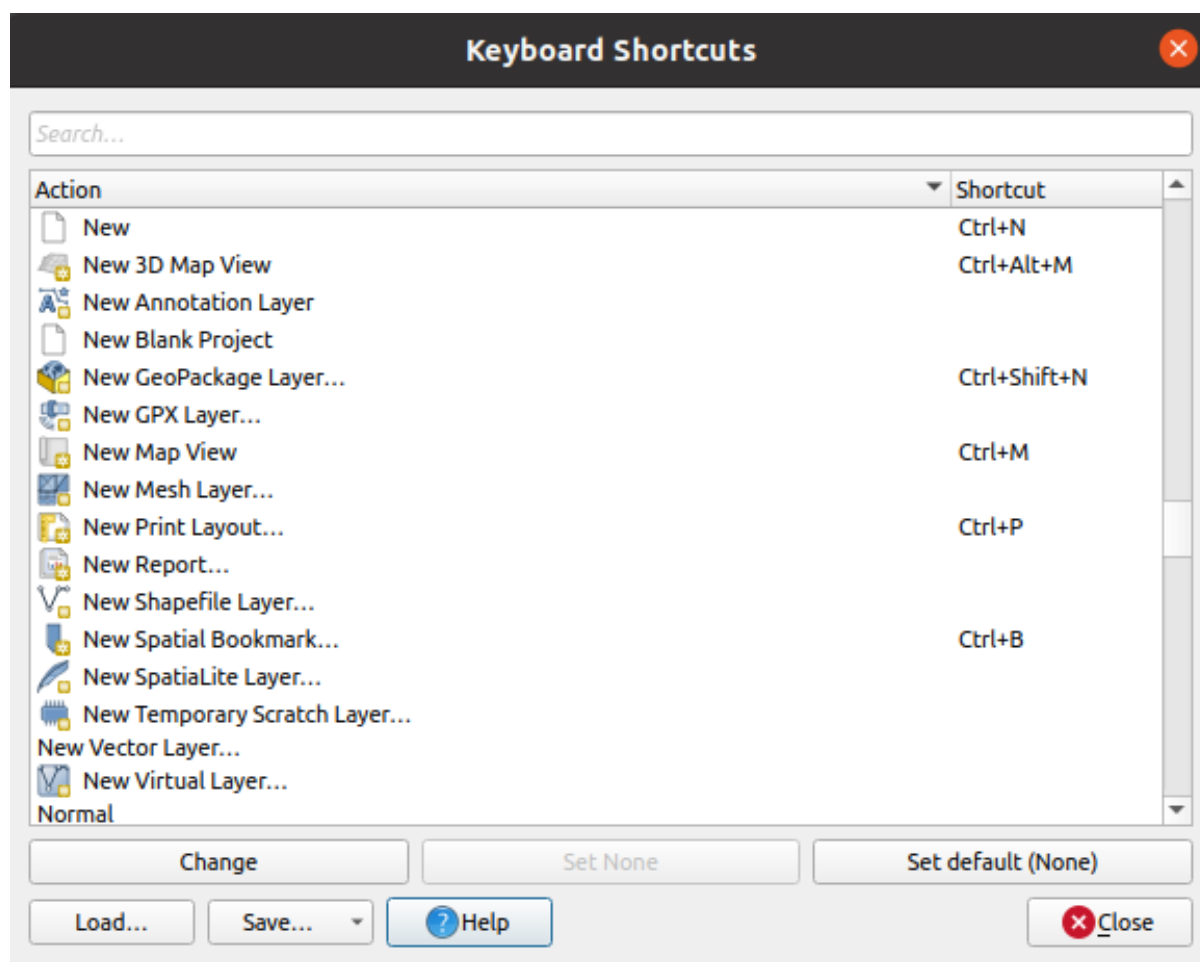 Keyboard Shortcuts
Search…
Action Shortcut
New Ctrl+N
New 3D Map View Ctrl+Alt+M
New Annotation Layer
New Blank Project
New GeoPackage Layer… Ctrl+Shift+N
New GPX Layer…
New Map View Ctrl+M
New Mesh Layer…
New Print Layout… Ctrl+P
New Report…
New Shapefile Layer…
New Spatial Bookmark… Ctrl+B
New SpatiaLite Layer…
New Temporary Scratch Layer…
New Vector Layer…
New Virtual Layer…
Normal
Change Set None Set default (None)
Load… Save… Help Close